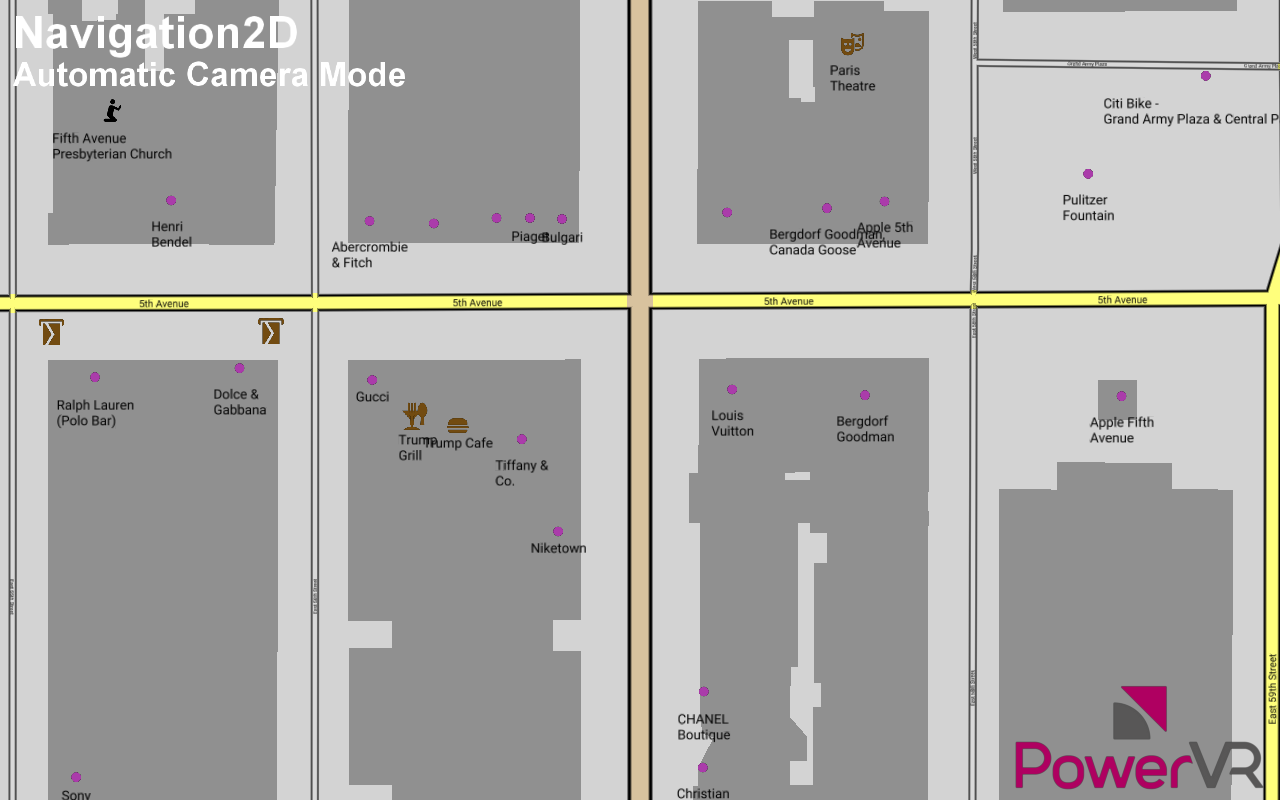 Navigation2D
Automatic Camera Mode
Paris
Theatre
Grand Army Plaza
Citi Bike -
Grand Army Plaza & Central P
Fifth Avenue
Presbyterian Church
Henri
Bendel
Abercrombie
& Fitch
Piaget
Bulgari
Bergdorf Goodman,
Canada Goose
Apple 5th
Avenue
Pulitzer
Fountain
5th Avenue
5th Avenue
5th Avenue
5th Avenue
Ralph Lauren
(Polo Bar)
Dolce &
Gabbana
Gucci
Trump
Grill
Trump Cafe
Tiffany &
Co.
Niketown
Louis
Vuitton
Bergdorf
Goodman
Apple Fifth
Avenue
CHANEL
Boutique
Christian
Sony
East 59th Street
PowerVR